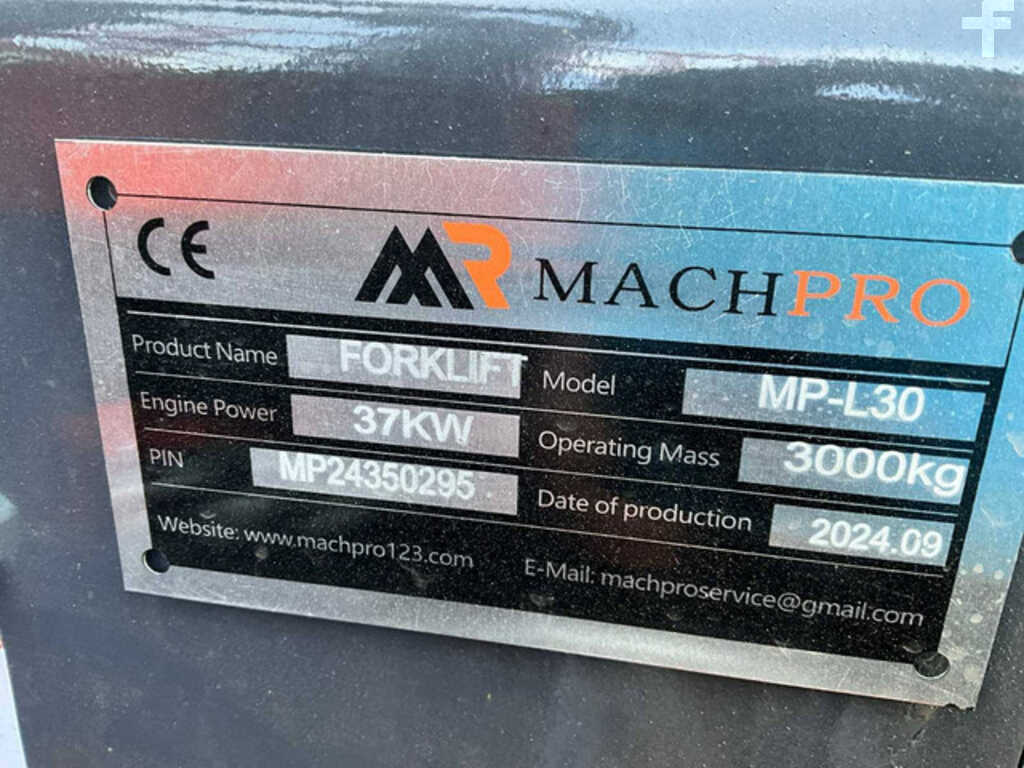 CE MR MACHPRO
Product Name FORKLIFT Model MP-L30
Engine Power 37KW Operating Mass 3000kg
PIN MP24350295 Date of production 2024.09
Website: www.machpro123.com E-Mail: machproservice@gmail.com
f